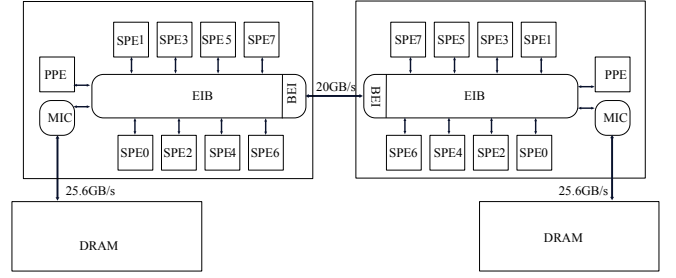 SPE1 SPE3 SPE5 SPE7 SPE7 SPE5 SPE3 SPE1
PPE PPE
EIB BEI 20GB/s BEI EIB
MIC MIC
SPE0 SPE2 SPE4 SPE6 SPE6 SPE4 SPE2 SPE0
25.6GB/s 25.6GB/s
DRAM DRAM